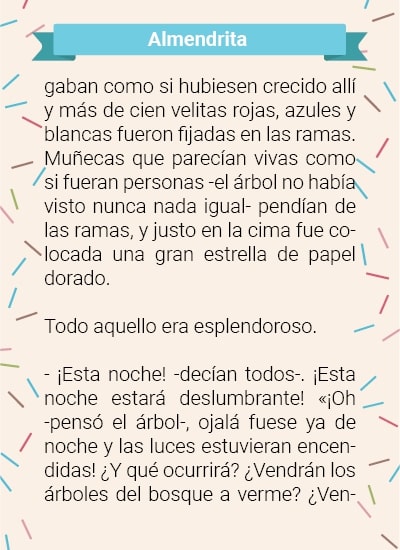 Almendrita
gaban como si hubiesen crecido allí
y más de cien velitas rojas, azules y
blancas fueron fijadas en las ramas.
Muñecas que parecían vivas como
si fueran personas -el árbol no había
visto nunca nada igual- pendían de
las ramas, y justo en la cima fue co-
locada una gran estrella de papel
dorado.
Todo aquello era esplendoroso.
- ¡Esta noche! -decían todos-. ¡Esta
noche estará deslumbrante! «¡Oh
-pensó el árbol-, ojalá fuese ya de
noche y las luces estuvieran encen-
didas! ¿Y qué ocurrirá? ¿Vendrán los
árboles del bosque a verme? ¿Ven-